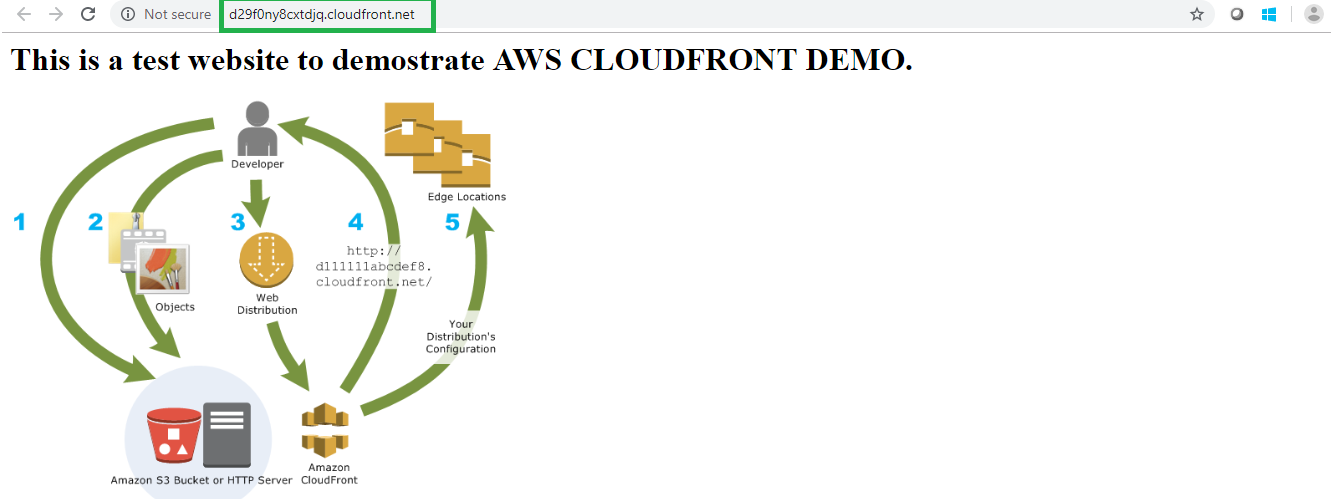 Not secure
d29f0ny8cxtdjq.cloudfront.net
This is a test website to demostrate AWS CLOUDFRONT DEMO.
Developer
Edge Locations
1
2
3
4
5
http://
d111111abcdef8.
cloudfront.net/
Objects
Web
Distribution
Your
Distribution's
Configuration
Amazon S3 Bucket or HTTP Server
Amazon
CloudFront